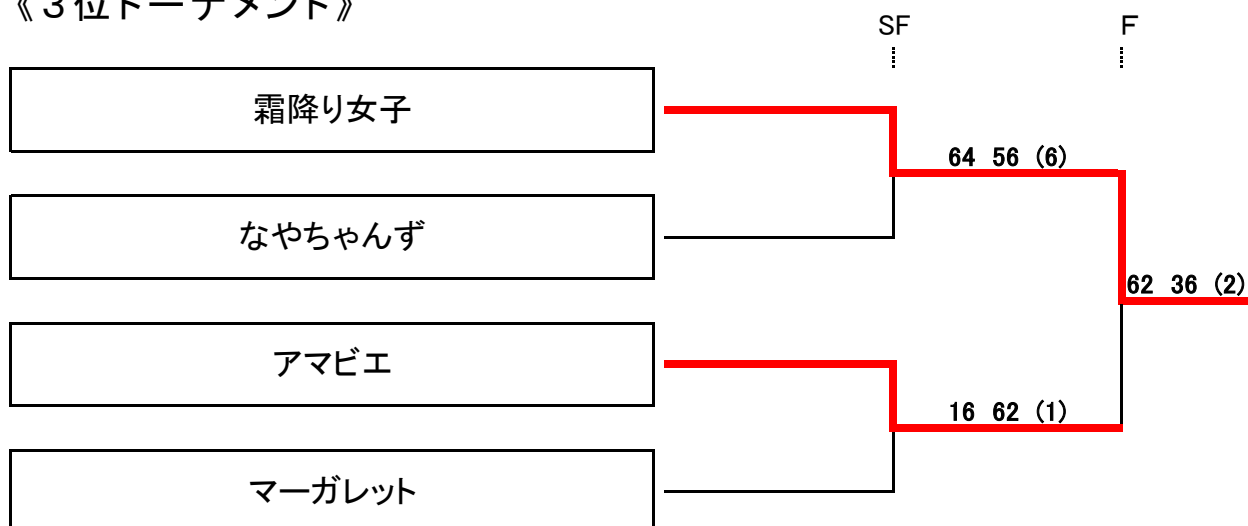 《３位トーナメント》
SF F
霜降り女子
64 56 (6)
なやちゃんず
62 36 (2)
アマビエ
16 62 (1)
マーガレット